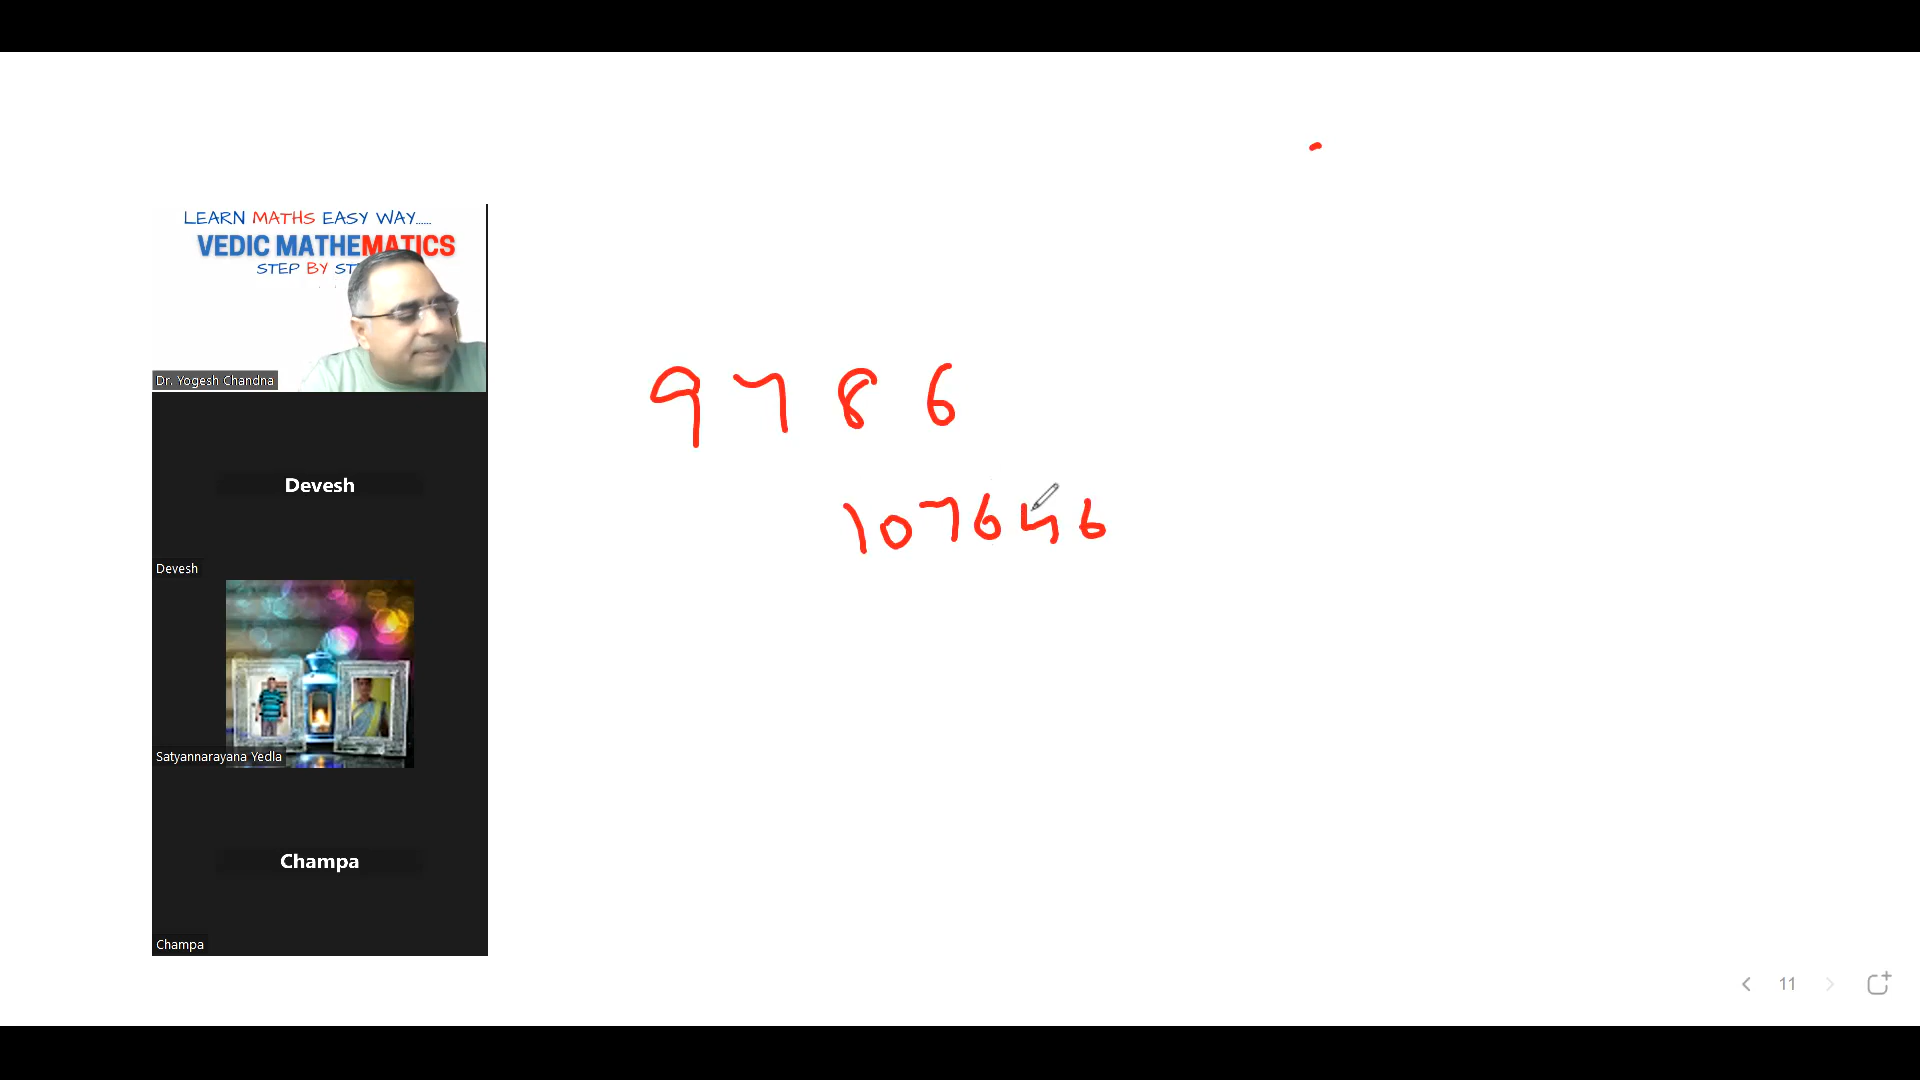 LEARN MATHS EASY WAY......
VEDIC MATHEMATICS
STEP BY
Dr. Yogesh Chandna
Devesh
Devesh
Satyannarayana Yedla
Champa
Champa
9786
107646
11